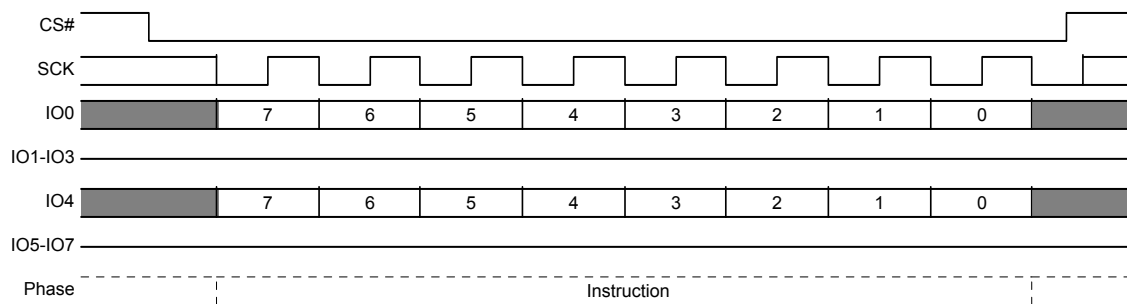 CS#
SCK
IO0 7 6 5 4 3 2 1 0
IO1-IO3
IO4 7 6 5 4 3 2 1 0
IO5-IO7
Phase Instruction